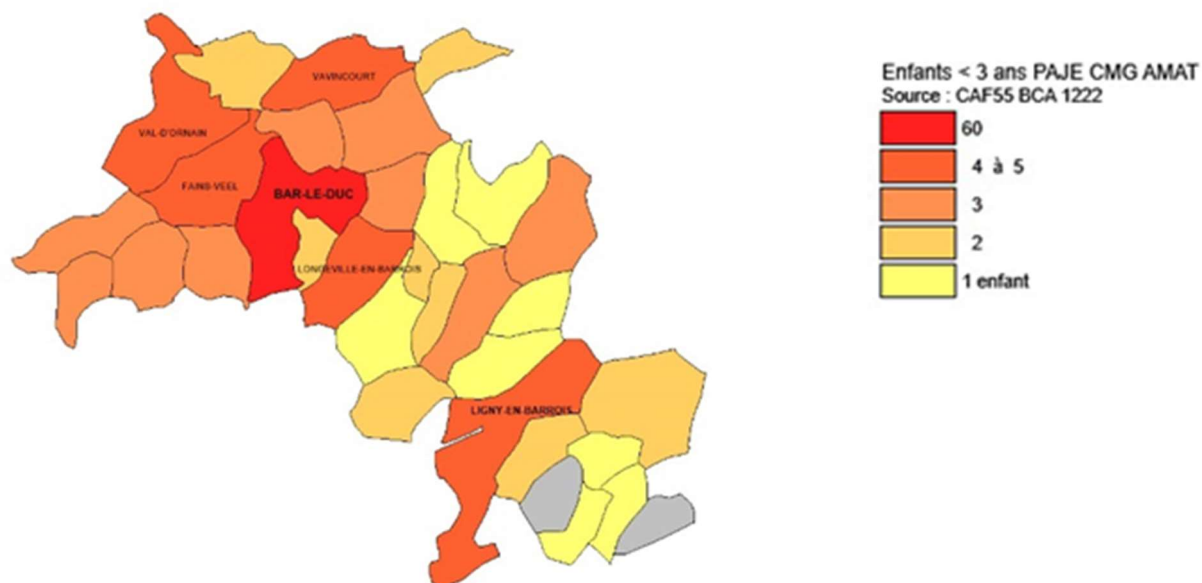 VAVINCOURT
VAL-D'ORNAIN
FAINS-VEEL
BAR-LE-DUC
LONGEVILLE-EN-BARROIS
LIGNY-EN-BARROIS
Enfants < 3 ans PAJE CMG AMAT
Source : CAF55 BCA 1222
60
4 à 5
3
2
1 enfant